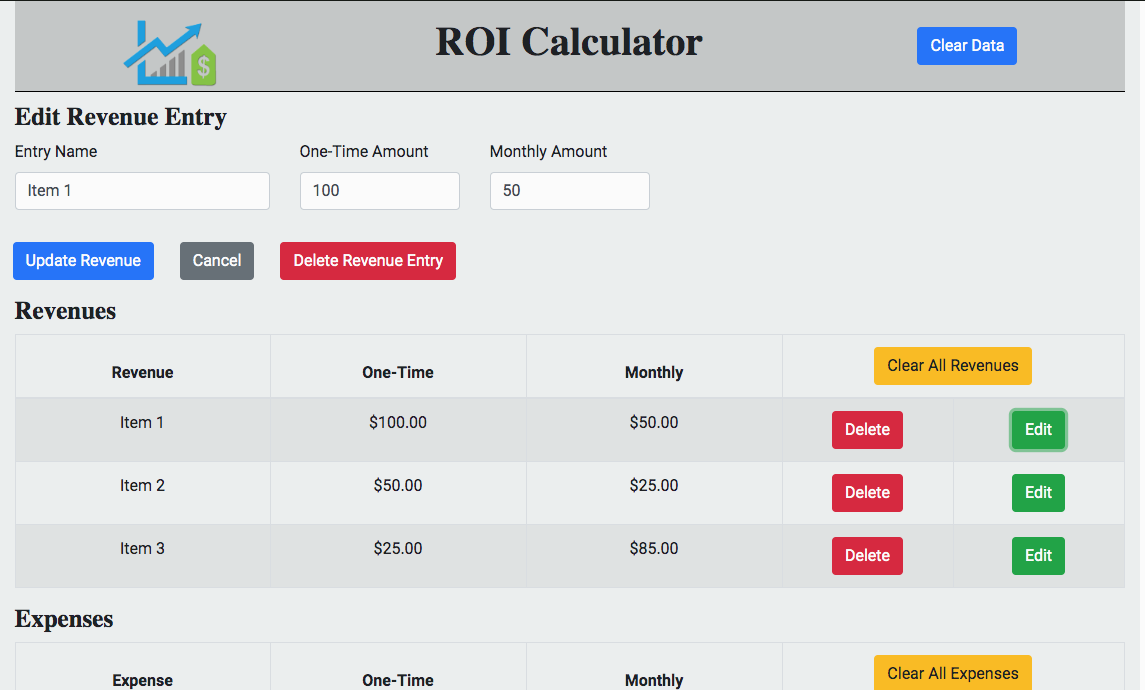 ROI Calculator
Clear Data
$
Edit Revenue Entry
Entry Name One-Time Amount Monthly Amount
Item 1 100 50
Update Revenue Cancel Delete Revenue Entry
Revenues
Revenue One-Time Monthly Clear All Revenues
Item 1 $100.00 $50.00 Delete Edit
Item 2 $50.00 $25.00 Delete Edit
Item 3 $25.00 $85.00 Delete Edit
Expenses
Expense One-Time Monthly Clear All Expenses